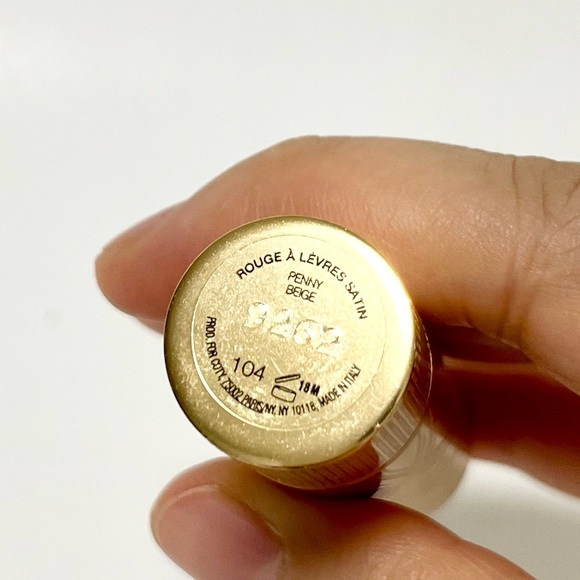 ROUGE À LÈVRES SATIN
PENNY
BEIGE
9262
104
18M
PROD. FOR COTY, 75002 PARIS/NY, NY 10118, MADE IN ITALY